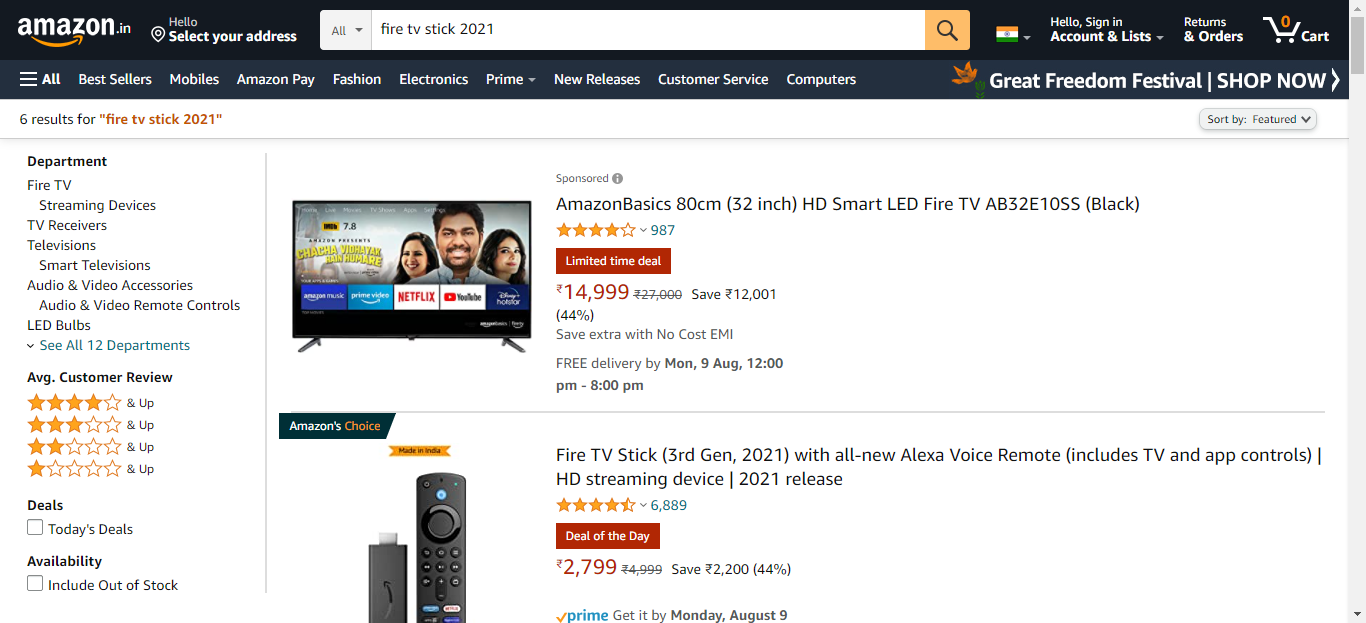 amazon.in
Hello
Select your address
All
fire tv stick 2021
Hello, Sign in
Account & Lists
Returns
& Orders
0
Cart
All
Best Sellers
Mobiles
Amazon Pay
Fashion
Electronics
Prime
New Releases
Customer Service
Computers
Great Freedom Festival | SHOP NOW
6 results for "fire tv stick 2021"
Sort by: Featured
Department
Fire TV
Streaming Devices
TV Receivers
Televisions
Smart Televisions
Audio & Video Accessories
Audio & Video Remote Controls
LED Bulbs
See All 12 Departments
Avg. Customer Review
& Up
& Up
& Up
& Up
Deals
Today's Deals
Availability
Include Out of Stock
Sponsored
AmazonBasics 80cm (32 inch) HD Smart LED Fire TV AB32E10SS (Black)
987
Limited time deal
₹14,999 ₹27,000 Save ₹12,001
(44%)
Save extra with No Cost EMI
FREE delivery by Mon, 9 Aug, 12:00
pm - 8:00 pm
Home Live Movies TV Shows Apps Settings
IMDb 7.8
AMAZON PRESENTS
CHACHA VIDHAYAK
HAIN HUMARE
amazon music
prime video
NETFLIX
YouTube
Disney+
hotstar
Amazon's Choice
Made in India
Fire TV Stick (3rd Gen, 2021) with all-new Alexa Voice Remote (includes TV and app controls) |
HD streaming device | 2021 release
6,889
Deal of the Day
₹2,799 ₹4,999 Save ₹2,200 (44%)
prime Get it by Monday, August 9